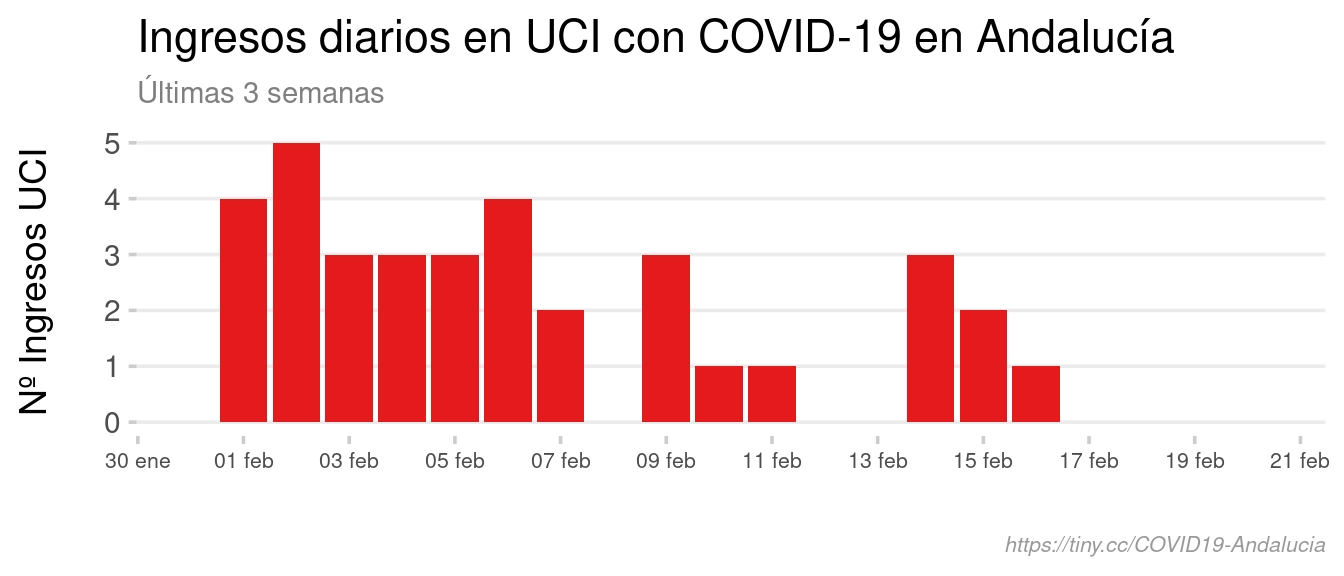 Ingresos diarios en UCI con COVID-19 en Andalucía
Últimas 3 semanas
Nº Ingresos UCI
5
4
3
2
1
0
30 ene 01 feb 03 feb 05 feb 07 feb 09 feb 11 feb 13 feb 15 feb 17 feb 19 feb 21 feb
https://tiny.cc/COVID19-Andalucia